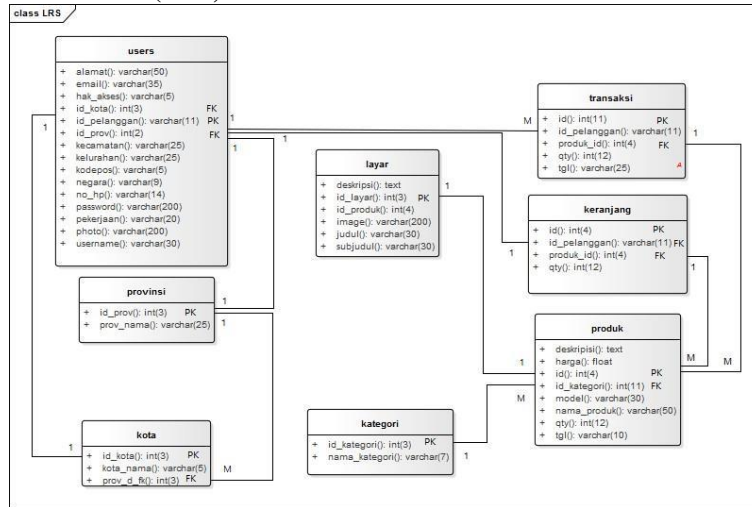 class LRS
users
+ alamat(): varchar(50)
+ email(): varchar(35)
+ hak_akses(): varchar(5)
+ id_kota(): int(3) FK
+ id_pelanggan(): varchar(11) PK
+ id_prov(): int(2) FK
+ kecamatan(): varchar(25)
+ kelurahan(): varchar(25)
+ kodepos(): varchar(5)
+ negara(): varchar(9)
+ no_hp(): varchar(14)
+ password(): varchar(200)
+ pekerjaan(): varchar(20)
+ photo(): varchar(200)
+ username(): varchar(30)
1
1
1
1
1
M
transaksi
+ id(): int(11) PK
+ id_pelanggan(): varchar(11)
+ produk_id(): int(4) FK
+ qty(): int(12)
+ tgl(): varchar(25)
A
1
layar
+ deskripsi(): text
+ id_layar(): int(3) PK
+ id_produk(): int(4)
+ image(): varchar(200)
+ judul(): varchar(30)
+ subjudul(): varchar(30)
1
keranjang
+ id(): int(4) PK
+ id_pelanggan(): varchar(11) FK
+ produk_id(): int(4) FK
+ qty(): int(12)
1
1
provinsi
+ id_prov(): int(3) PK
+ prov_nama(): varchar(25)
1
1
produk
+ deskripisi(): text
+ harga(): float
+ id(): int(4) PK
+ id_kategori(): int(11) FK
+ model(): varchar(30)
+ nama_produk(): varchar(50)
+ qty(): int(12)
+ tgl(): varchar(10)
1
M
M
M
kota
+ id_kota(): int(3) PK
+ kota_nama(): varchar(5)
+ prov_d_fk(): int(3) FK
1
M
kategori
+ id_kategori(): int(3) PK
+ nama_kategori(): varchar(7)
1